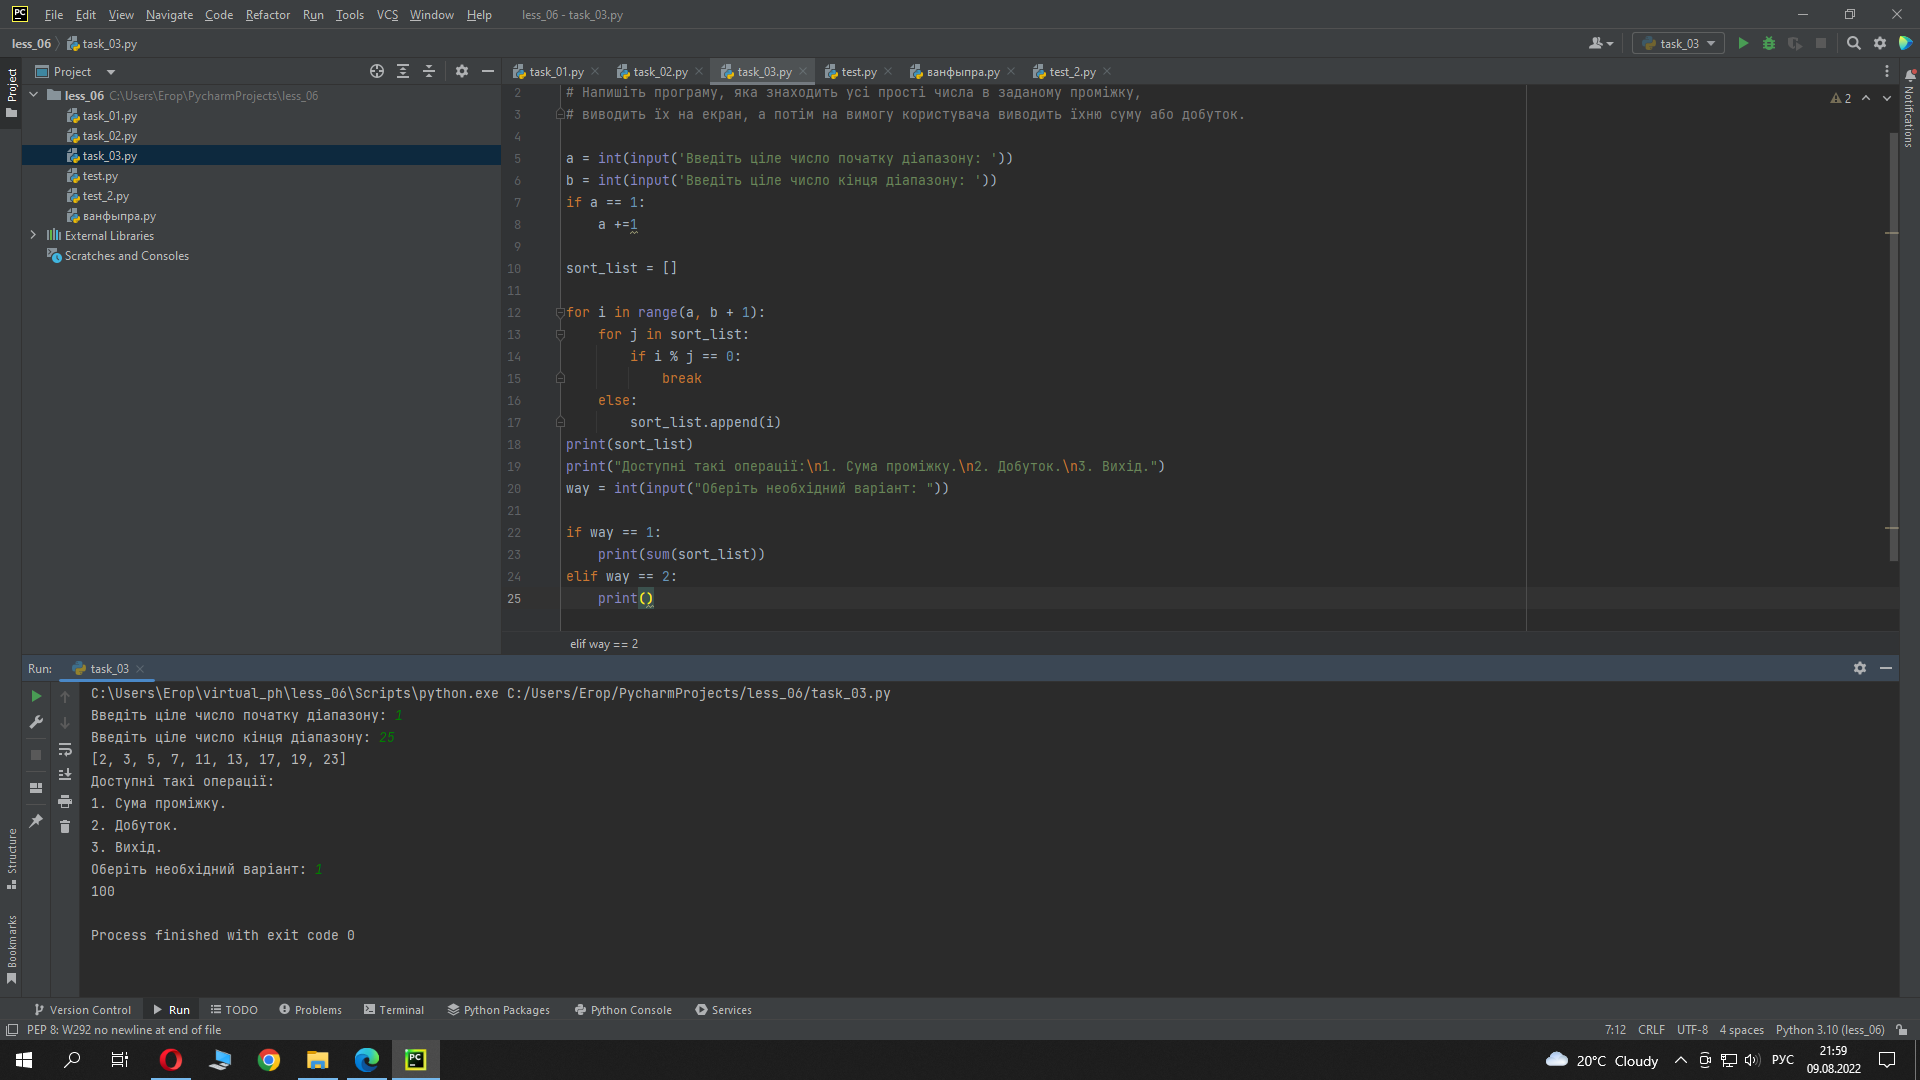 PC File Edit View Navigate Code Refactor Run Tools VCS Window Help less_06 - task_03.py
less_06 task_03.py task_03
Project task_01.py task_02.py task_03.py test.py ванфыпра.py test_2.py
less_06 C:\Users\Егор\PycharmProjects\less_06
task_01.py
task_02.py
task_03.py
test.py
test_2.py
ванфыпра.py
External Libraries
Scratches and Consoles
Project
Structure
Bookmarks
Notifications
2
2 # Напишіть програму, яка знаходить усі прості числа в заданому проміжку,
3 # виводить їх на екран, а потім на вимогу користувача виводить їхню суму або добуток.
4
5 a = int(input('Введіть ціле число початку діапазону: '))
6 b = int(input('Введіть ціле число кінця діапазону: '))
7 if a == 1:
8     a +=1
9
10 sort_list = []
11
12 for i in range(a, b + 1):
13     for j in sort_list:
14         if i % j == 0:
15             break
16     else:
17         sort_list.append(i)
18 print(sort_list)
19 print("Доступні такі операції:\n1. Сума проміжку.\n2. Добуток.\n3. Вихід.")
20 way = int(input("Оберіть необхідний варіант: "))
21
22 if way == 1:
23     print(sum(sort_list))
24 elif way == 2:
25     print()
elif way == 2
Run: task_03
C:\Users\Егор\virtual_ph\less_06\Scripts\python.exe C:/Users/Егор/PycharmProjects/less_06/task_03.py
Введіть ціле число початку діапазону: 1
Введіть ціле число кінця діапазону: 25
[2, 3, 5, 7, 11, 13, 17, 19, 23]
Доступні такі операції:
1. Сума проміжку.
2. Добуток.
3. Вихід.
Оберіть необхідний варіант: 1
100
Process finished with exit code 0
Version Control Run TODO Problems Terminal Python Packages Python Console Services
PEP 8: W292 no newline at end of file 7:12 CRLF UTF-8 4 spaces Python 3.10 (less_06)
PC 20°C Cloudy РУС 21:59
09.08.2022